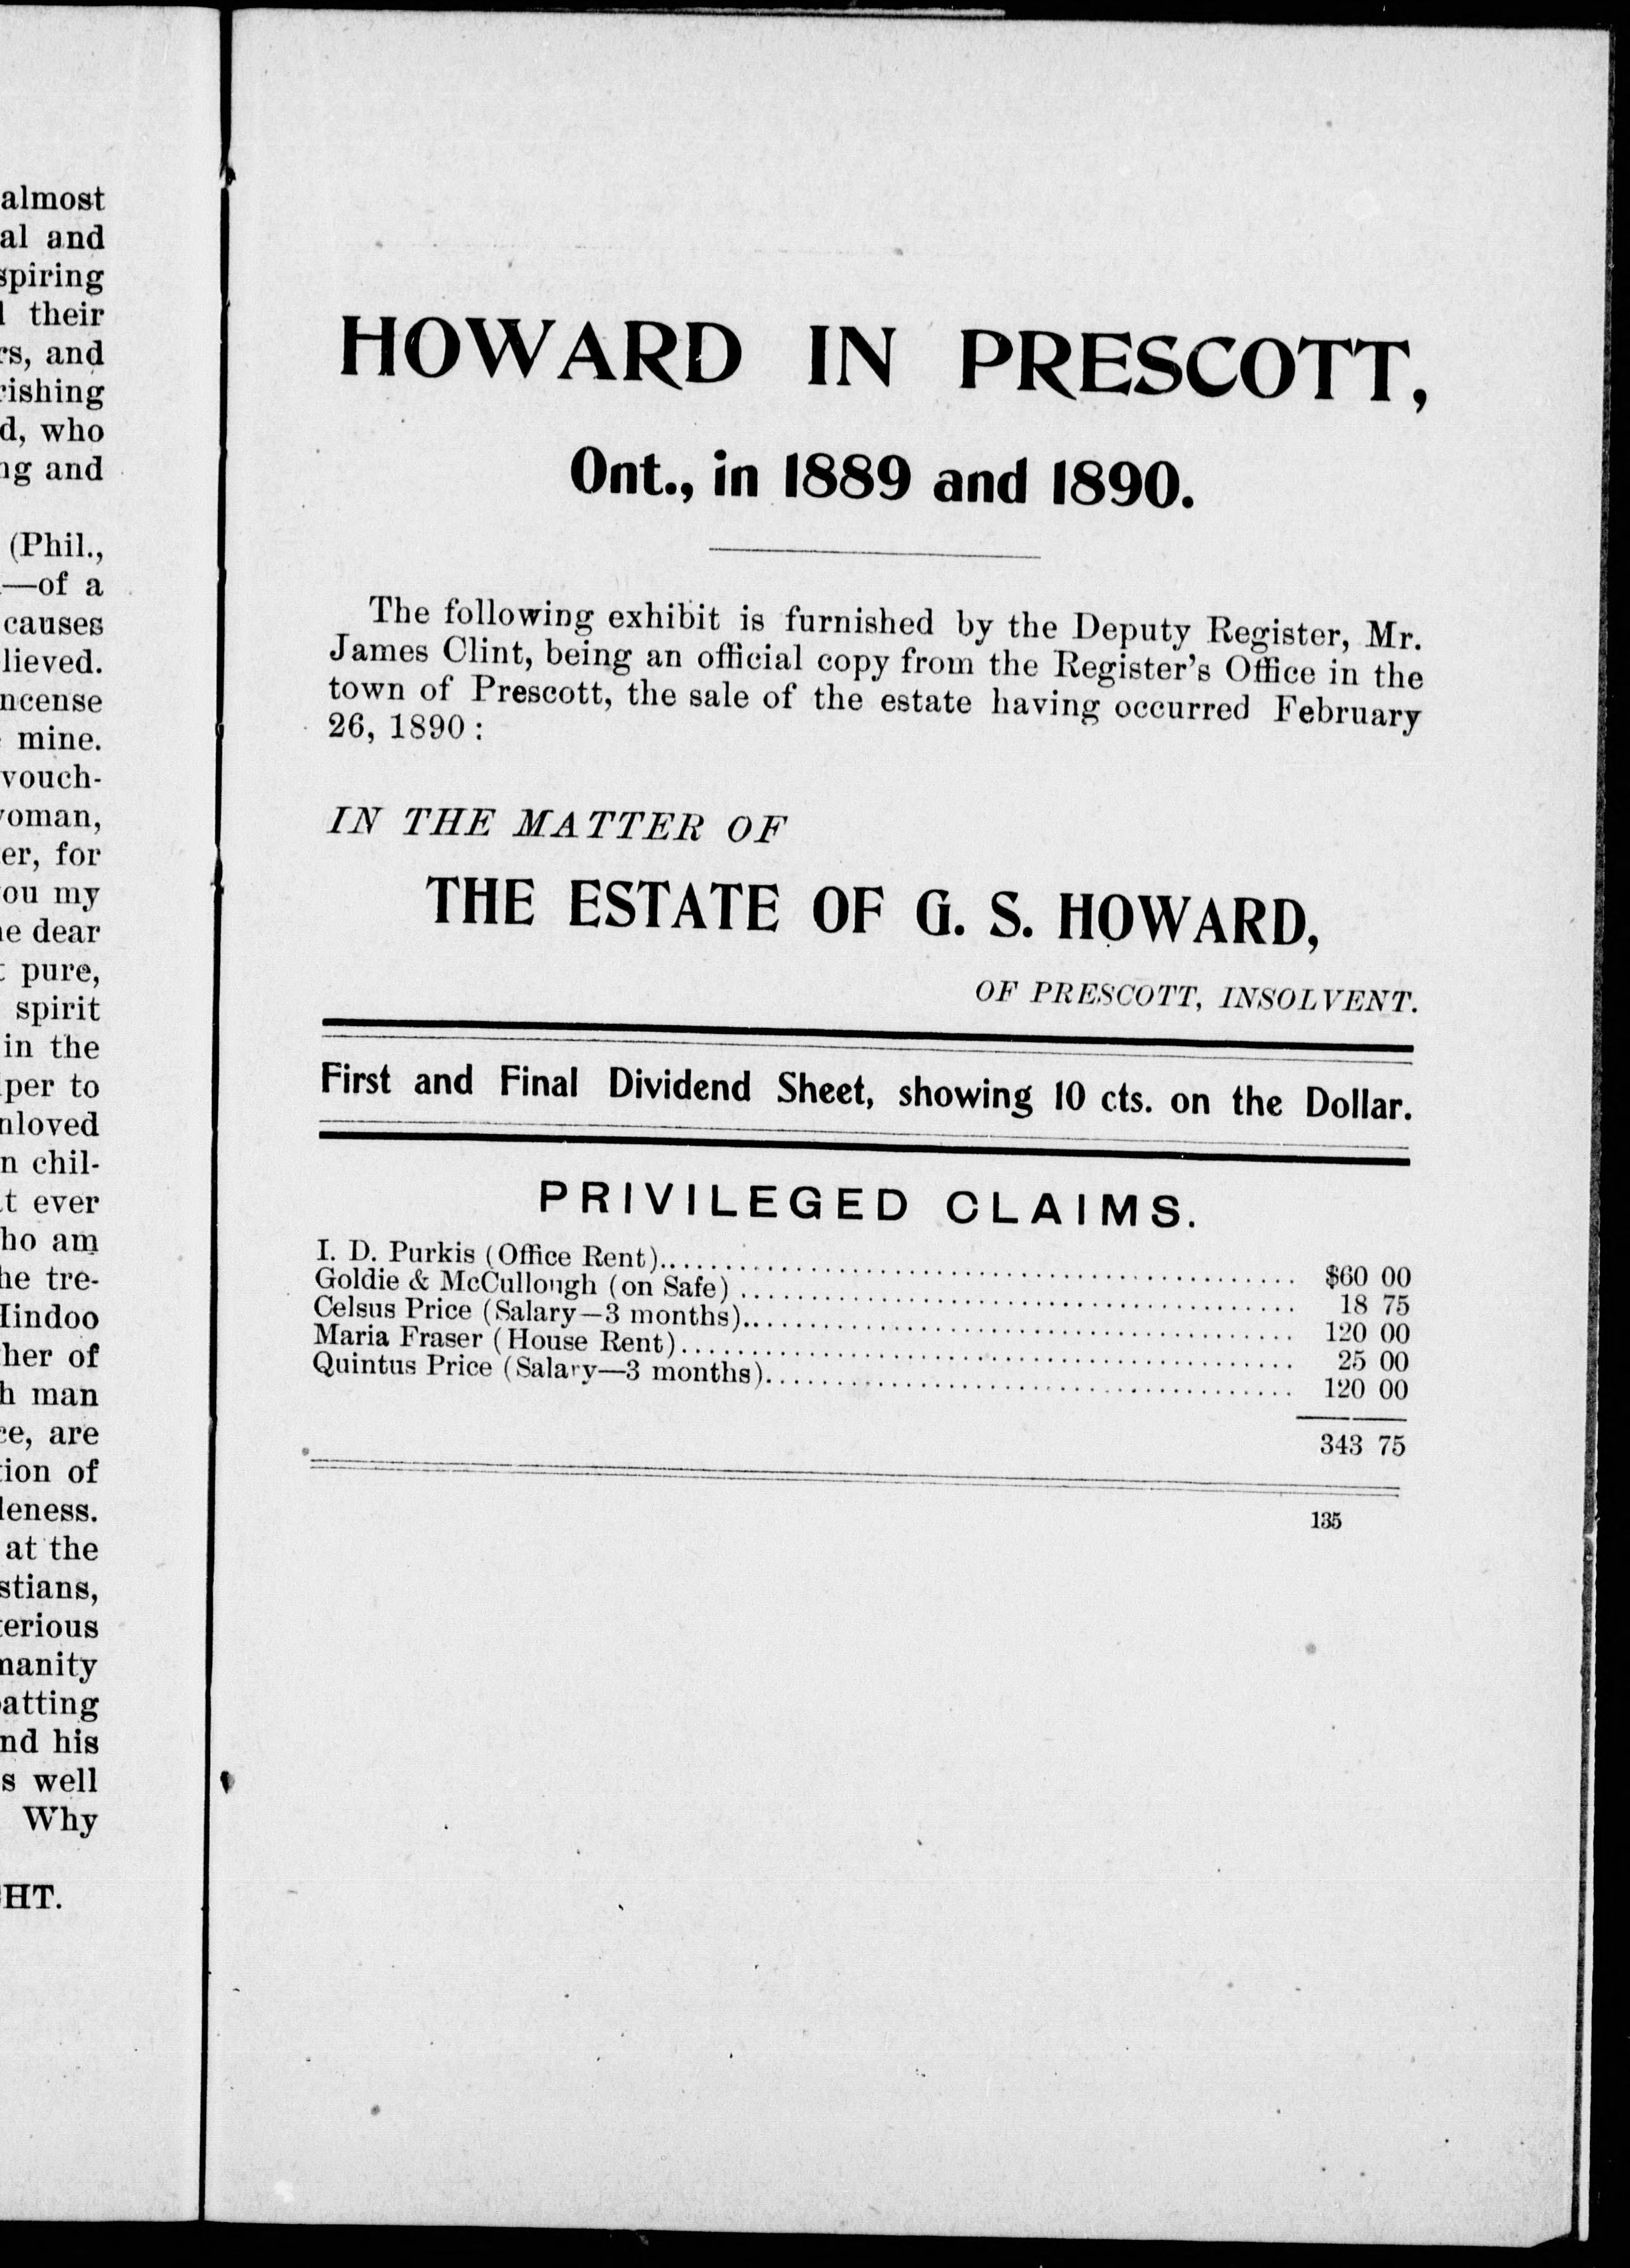 almost
al and
spiring
their
rs, and
rishing
d, who
ng and
(Phil.,
—of a
causes
lieved.
ncense
mine.
vouch-
oman,
er, for
ou my
e dear
pure,
spirit
in the
per to
nloved
n chil-
t ever
ho am
he tre-
Hindoo
her of
h man
ce, are
tion of
leness.
at the
stians,
terious
manity
atting
nd his
s well
Why
HT.
HOWARD IN PRESCOTT,
Ont., in 1889 and 1890.
The following exhibit is furnished by the Deputy Register, Mr.
James Clint, being an official copy from the Register's Office in the
town of Prescott, the sale of the estate having occurred February
26, 1890 :
IN THE MATTER OF
THE ESTATE OF G. S. HOWARD,
OF PRESCOTT, INSOLVENT.
First and Final Dividend Sheet, showing 10 cts. on the Dollar.
PRIVILEGED CLAIMS.
I. D. Purkis (Office Rent)........ $60 00
Goldie & McCullough (on Safe) ........ 18 75
Celsus Price (Salary—3 months)........ 120 00
Maria Fraser (House Rent)........ 25 00
Quintus Price (Salary—3 months)........ 120 00
343 75
135